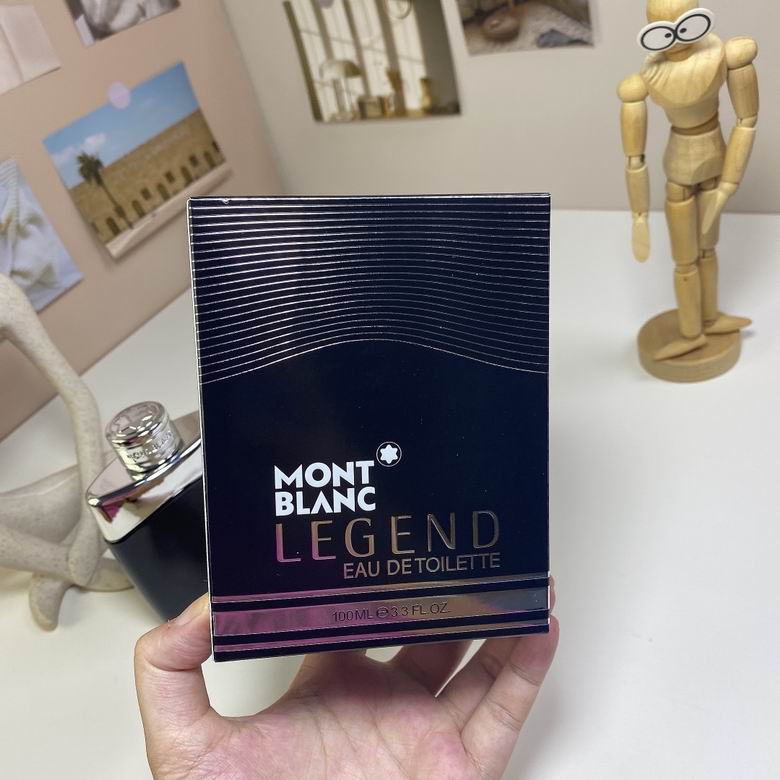 MONT
BLANC
LEGEND
EAU DE TOILETTE
100ML ℮ 3.3 FL.OZ.